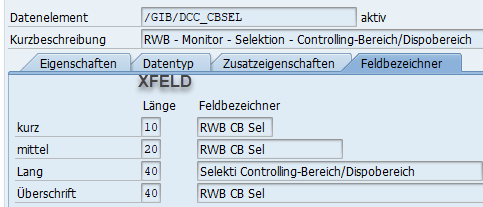 Datenelement /GIB/DCC_CBSEL aktiv
Kurzbeschreibung RWB - Monitor - Selektion - Controlling-Bereich/Dispobereich
Eigenschaften Datentyp Zusatzeigenschaften Feldbezeichner
XFELD
Länge Feldbezeichner
kurz 10 RWB CB Sel
mittel 20 RWB CB Sel
Lang 40 Selekti Controlling-Bereich/Dispobereich
Überschrift 40 RWB CB Sel